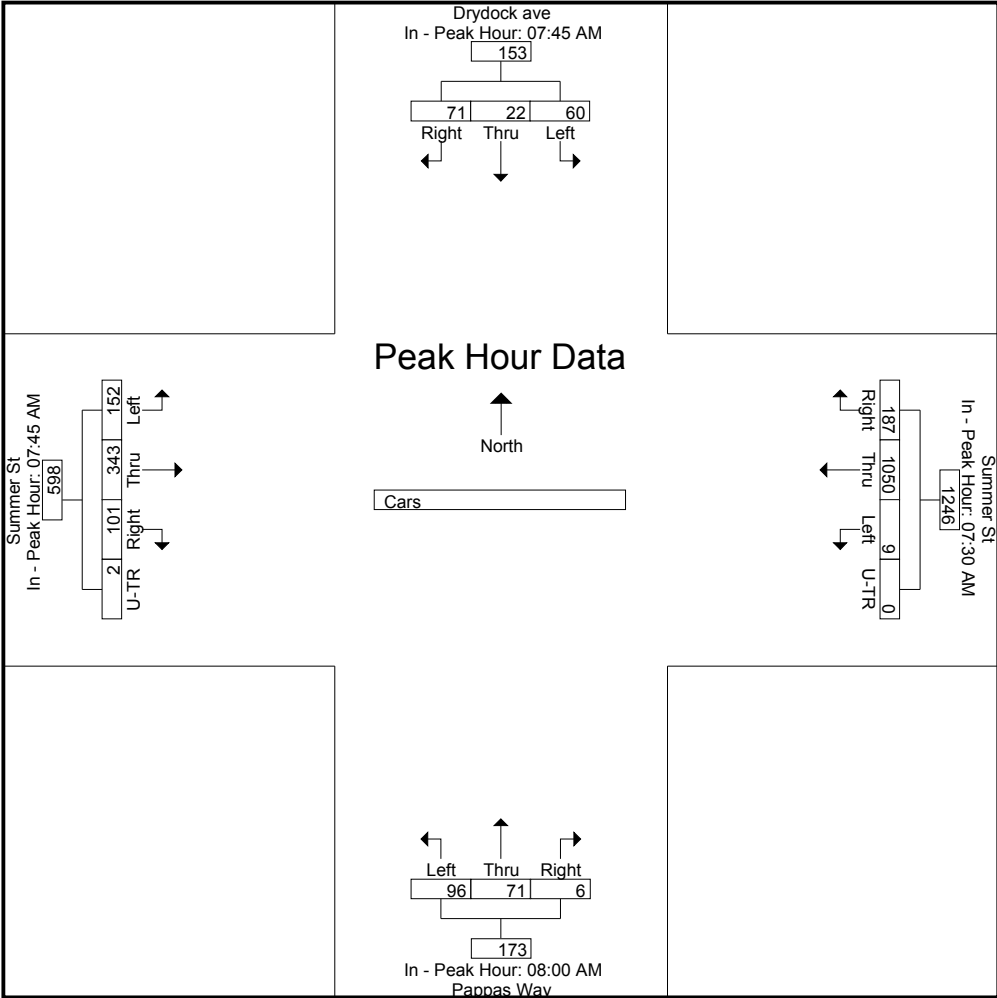 Drydock ave
In - Peak Hour: 07:45 AM
153
71 22 60
Right Thru Left
Peak Hour Data
North
Cars
Summer St
In - Peak Hour: 07:45 AM
598
152 343 101 2
Left Thru Right U-TR
Summer St
In - Peak Hour: 07:30 AM
1246
187 1050 9 0
Right Thru Left U-TR
Left Thru Right
96 71 6
173
In - Peak Hour: 08:00 AM
Pappas Way